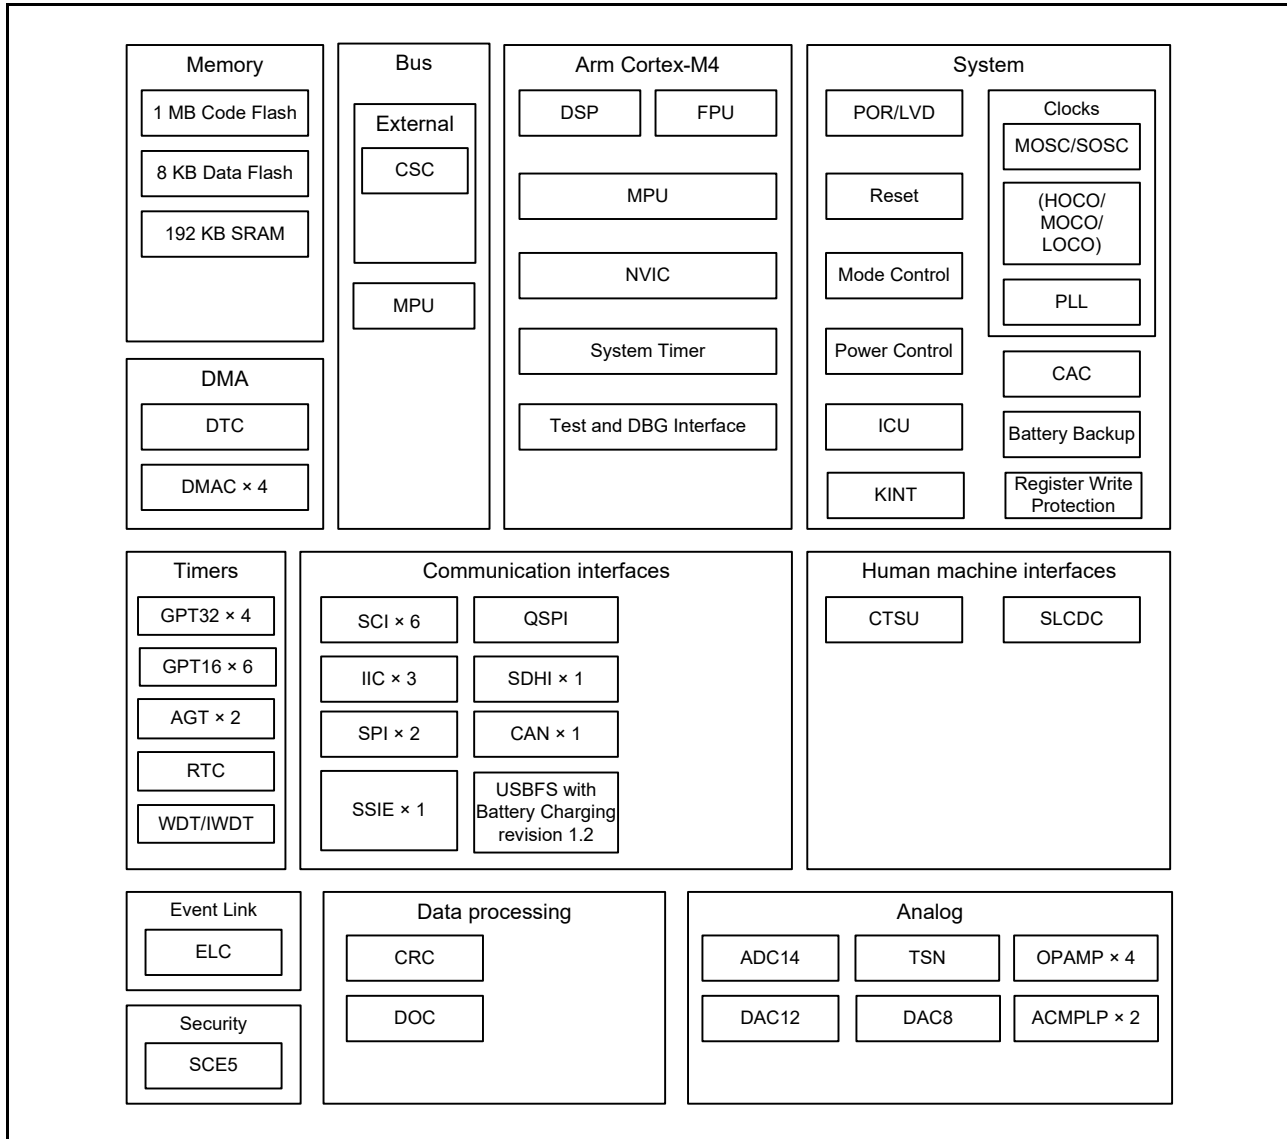 Memory
1 MB Code Flash
8 KB Data Flash
192 KB SRAM
DMA
DTC
DMAC × 4
Bus
External
CSC
MPU
Arm Cortex-M4
DSP
FPU
MPU
NVIC
System Timer
Test and DBG Interface
System
POR/LVD
Reset
Mode Control
Power Control
ICU
KINT
Clocks
MOSC/SOSC
(HOCO/
MOCO/
LOCO)
PLL
CAC
Battery Backup
Register Write
Protection
Timers
GPT32 × 4
GPT16 × 6
AGT × 2
RTC
WDT/IWDT
Communication interfaces
SCI × 6
QSPI
IIC × 3
SDHI × 1
SPI × 2
CAN × 1
SSIE × 1
USBFS with
Battery Charging
revision 1.2
Human machine interfaces
CTSU
SLCDC
Event Link
ELC
Security
SCE5
Data processing
CRC
DOC
Analog
ADC14
TSN
OPAMP × 4
DAC12
DAC8
ACMPLP × 2